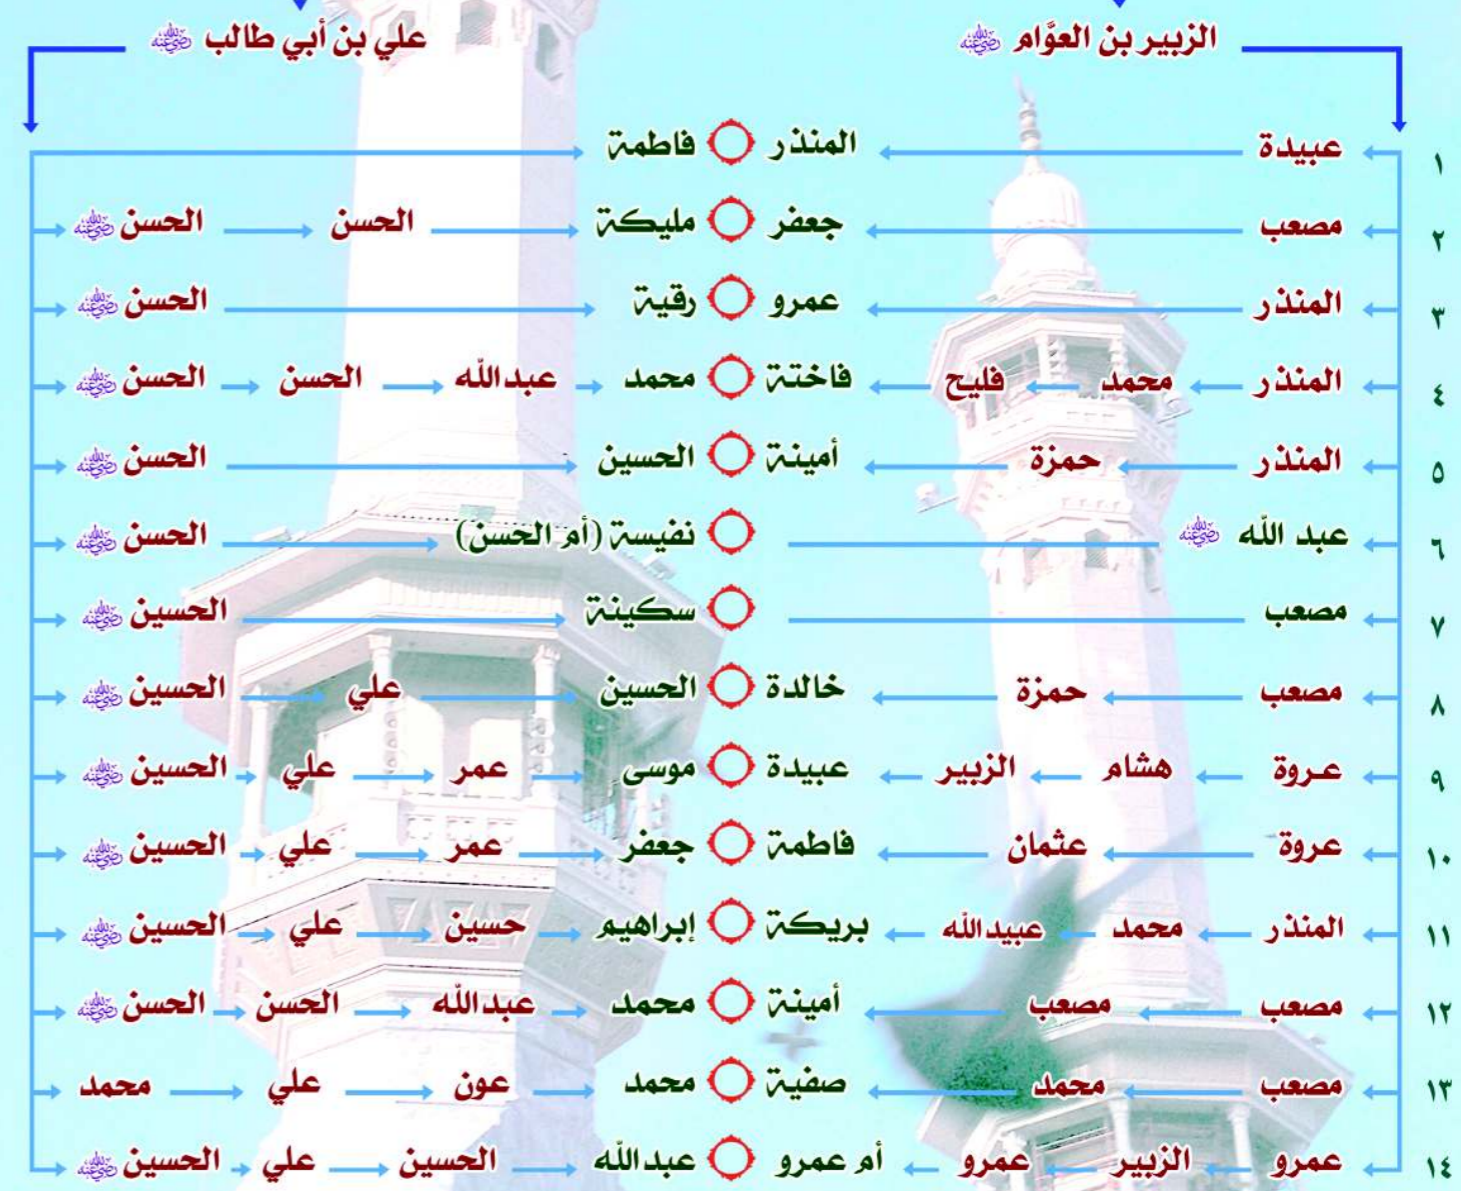 الزبير بن العوَّام رضي الله عنه علي بن أبي طالب رضي الله عنه
١ عبيدة المنذر فاطمة
٢ مصعب جعفر مليكة الحسن الحسن رضي الله عنه
٣ المنذر عمرو رقية الحسن رضي الله عنه
٤ المنذر محمد فليح فاختة محمد عبدالله الحسن الحسن رضي الله عنه
٥ المنذر حمزة أمينة الحسين الحسن رضي الله عنه
٦ عبد الله رضي الله عنه نفيسة (أم الحسن) الحسن رضي الله عنه
٧ مصعب سكينة الحسين رضي الله عنه
٨ مصعب حمزة خالدة الحسين علي الحسين رضي الله عنه
٩ عروة هشام الزبير عبيدة موسى عمر علي الحسين رضي الله عنه
١٠ عروة عثمان فاطمة جعفر عمر علي الحسين رضي الله عنه
١١ المنذر محمد عبيدالله بريكة إبراهيم حسين علي الحسين رضي الله عنه
١٢ مصعب مصعب أمينة محمد عبدالله الحسن الحسن رضي الله عنه
١٣ مصعب محمد صفية محمد عون علي محمد
١٤ عمرو الزبير عمرو أم عمرو عبدالله الحسين علي الحسين رضي الله عنه